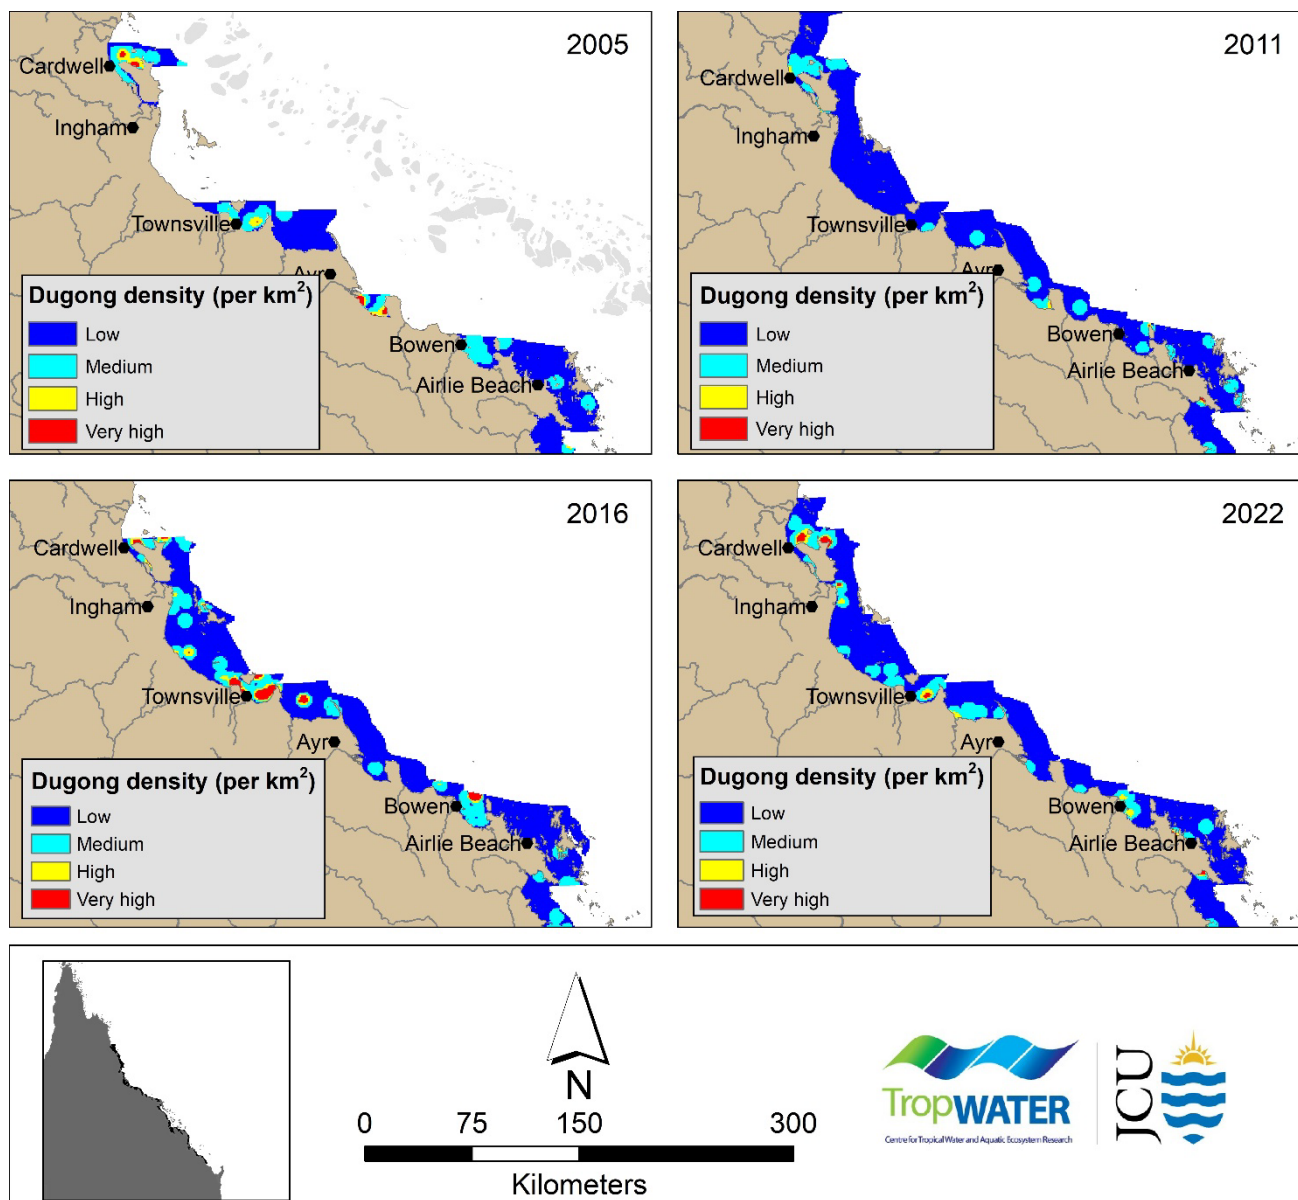 2005
Cardwell
Ingham
Townsville
Ayr
Bowen
Airlie Beach
Dugong density (per km²)
Low
Medium
High
Very high
2011
Cardwell
Ingham
Townsville
Ayr
Bowen
Airlie Beach
Dugong density (per km²)
Low
Medium
High
Very high
2016
Cardwell
Ingham
Townsville
Ayr
Bowen
Airlie Beach
Dugong density (per km²)
Low
Medium
High
Very high
2022
Cardwell
Ingham
Townsville
Ayr
Bowen
Airlie Beach
Dugong density (per km²)
Low
Medium
High
Very high
N
0 75 150 300
Kilometers
TropWATER
Centre for Tropical Water and Aquatic Ecosystem Research
JCU